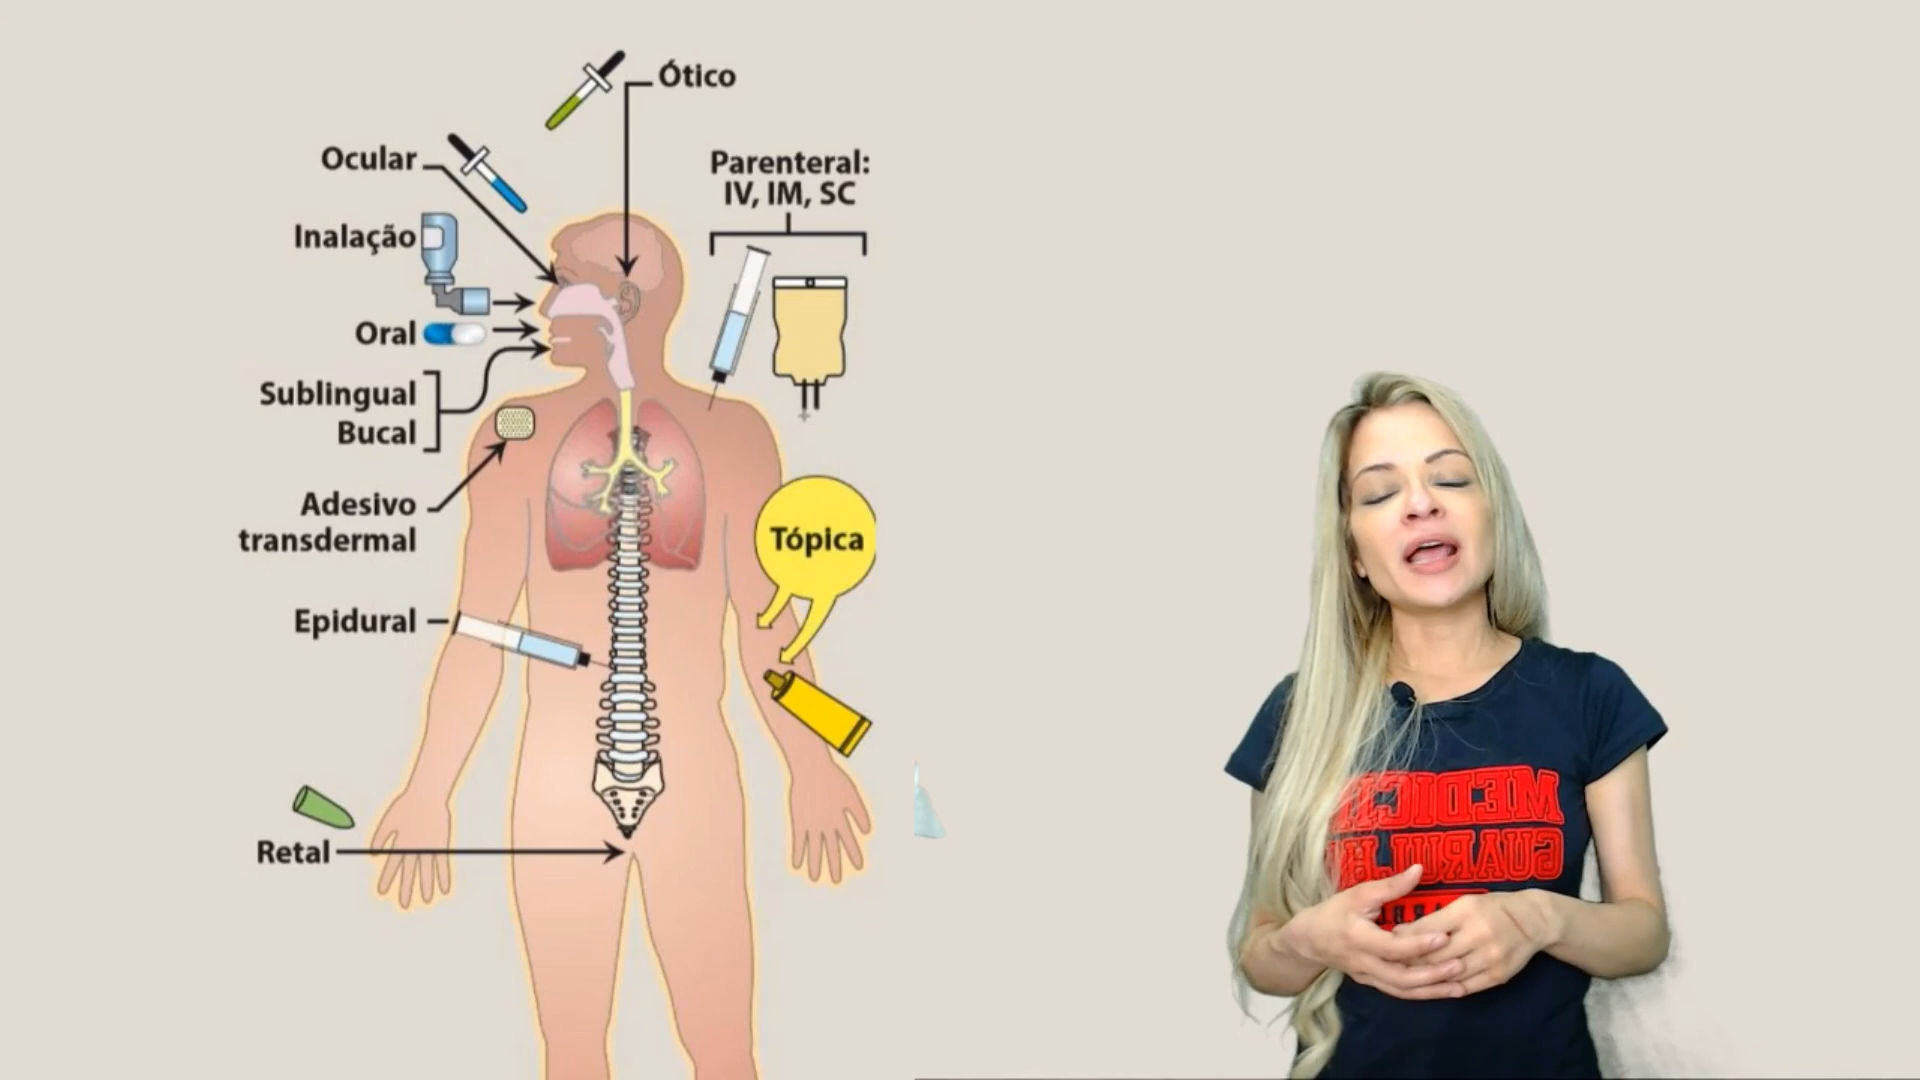 Ótico
Ocular
Parenteral:
IV, IM, SC
Inalação
Oral
Sublingual
Bucal
Adesivo
transdermal
Tópica
Epidural
Retal